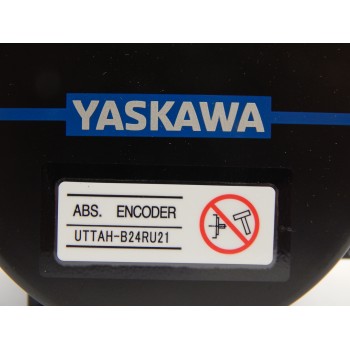 YASKAWA
ABS. ENCODER
UTTAH-B24RU21